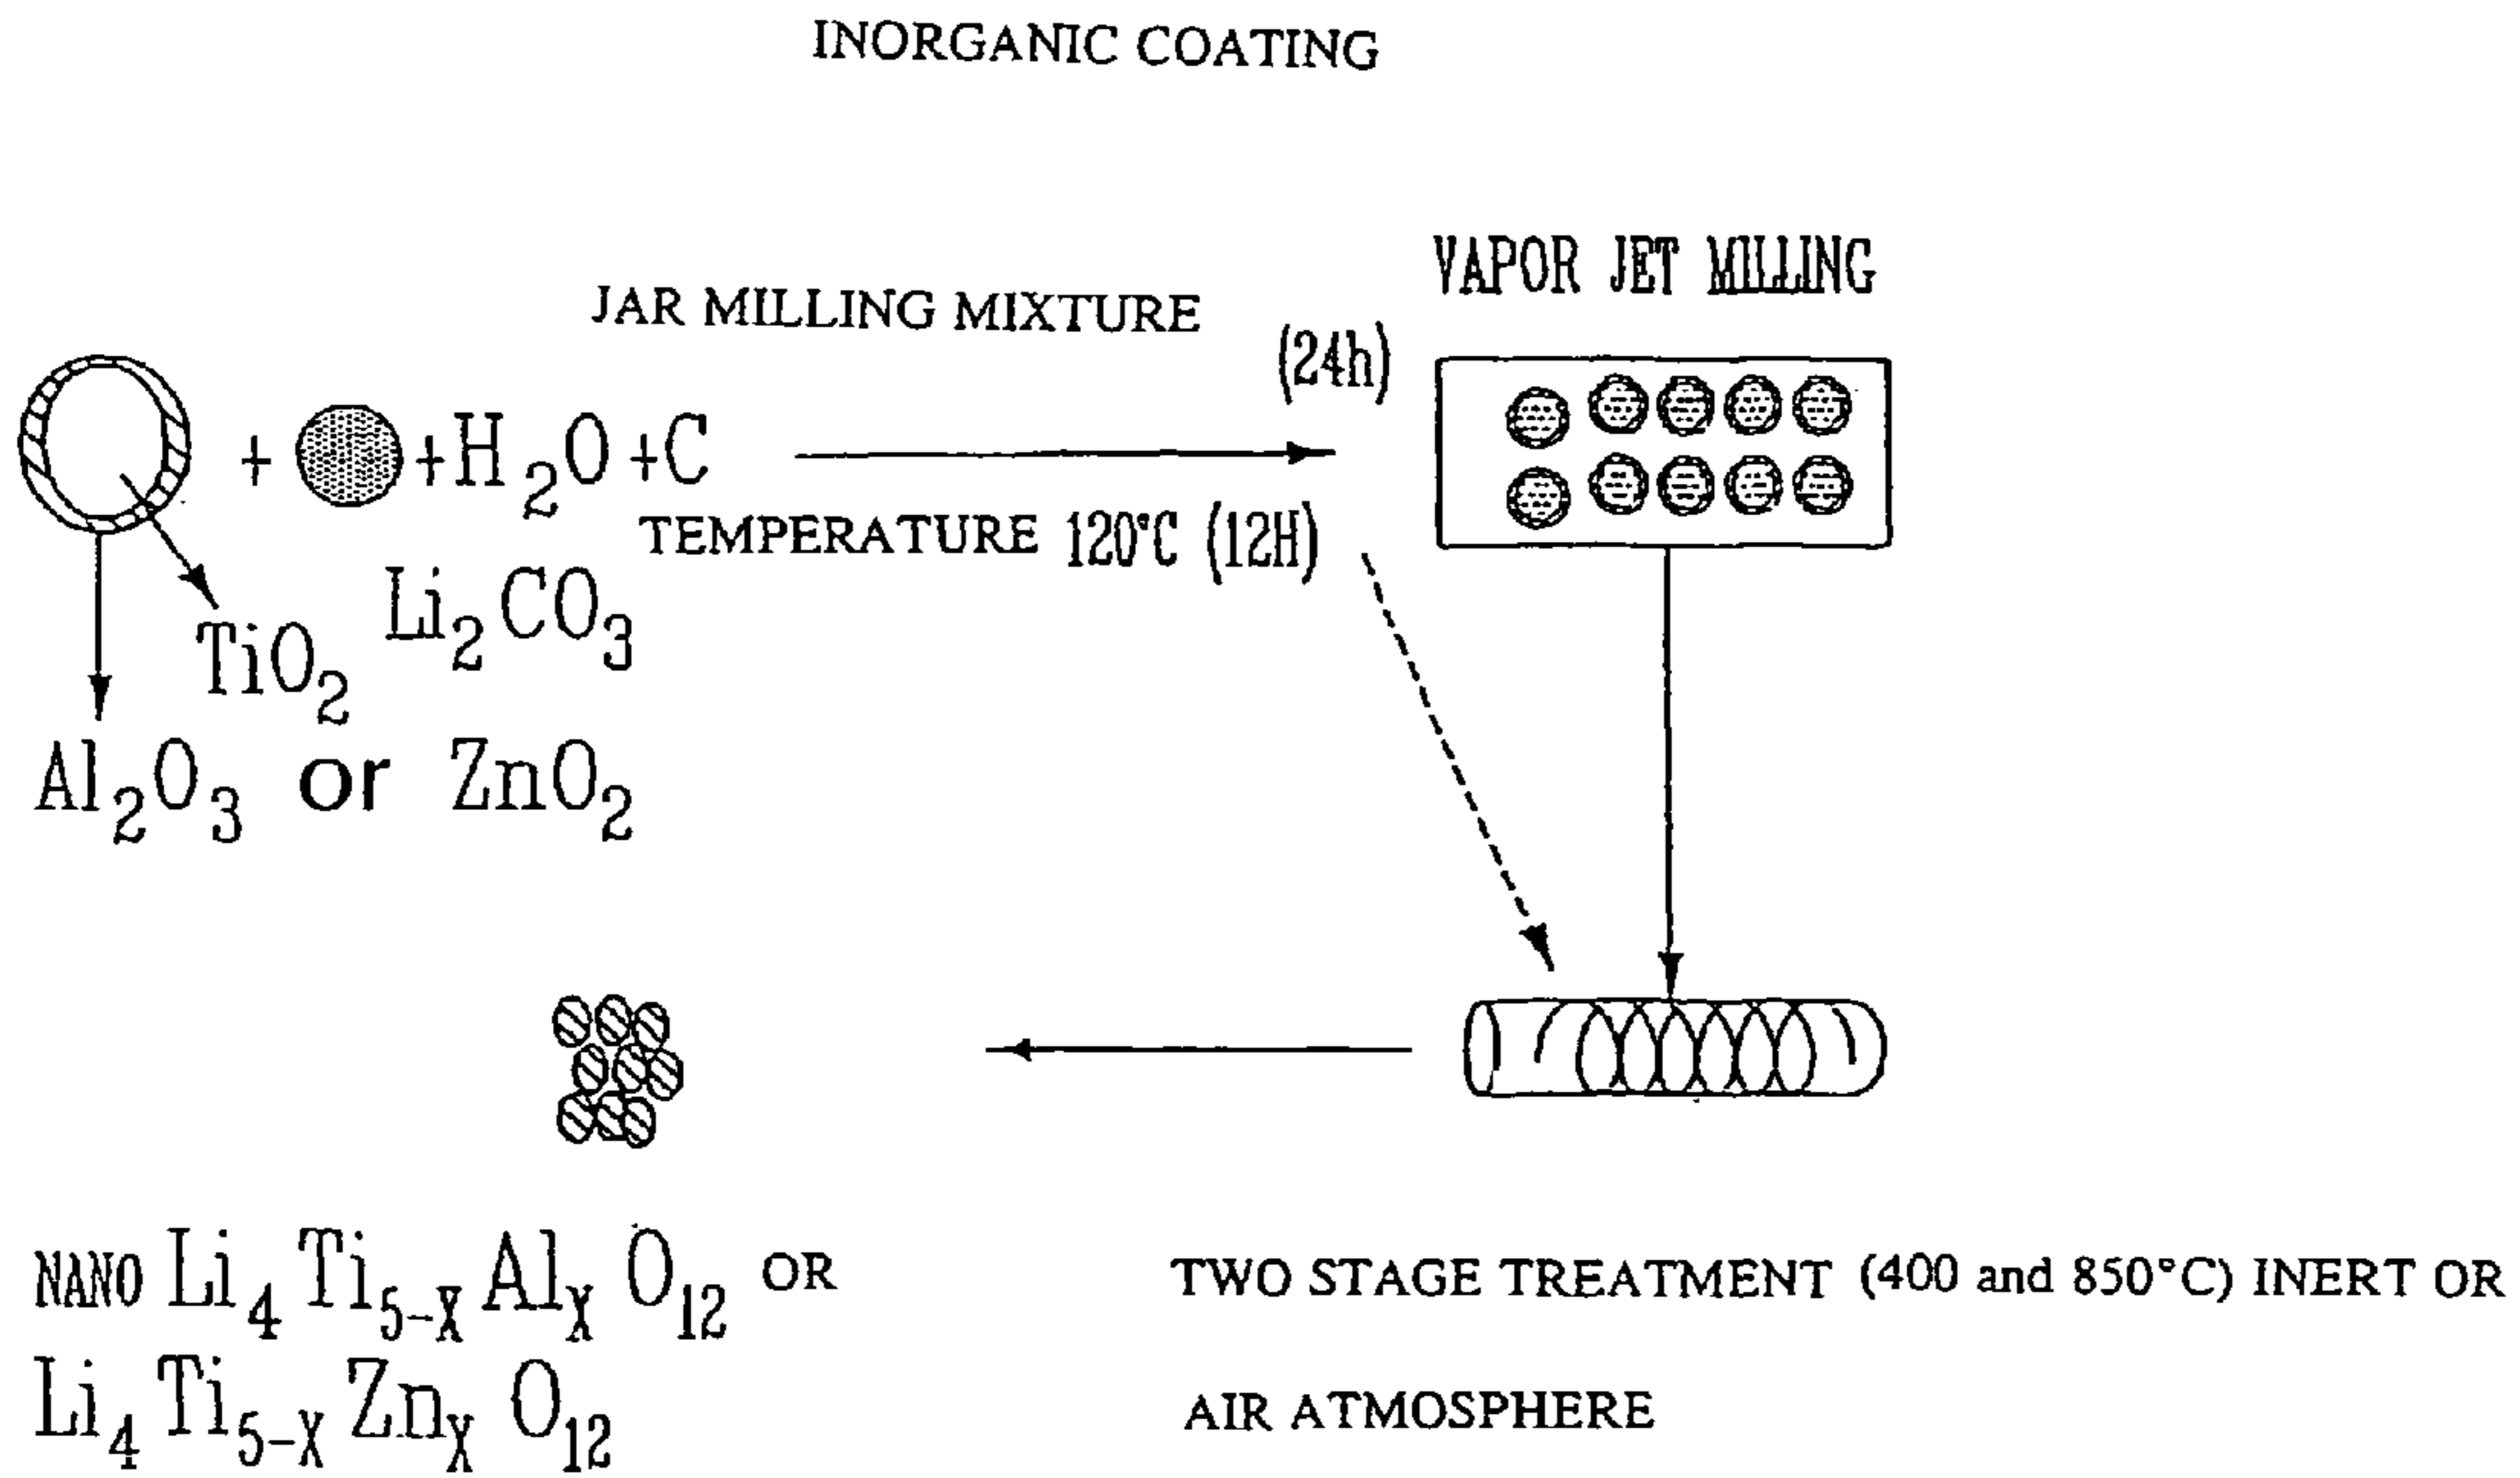 INORGANIC COATING
VAPOR JET MILLING
JAR MILLING MIXTURE
(24h)
+ +H2O +C
TEMPERATURE 120°C (12H)
Li2CO3
TiO2
Al2O3 or ZnO2
NANO Li4 Ti5-X AlX O12 OR
Li4 Ti5-X ZnX O12
TWO STAGE TREATMENT (400 and 850°C) INERT OR
AIR ATMOSPHERE